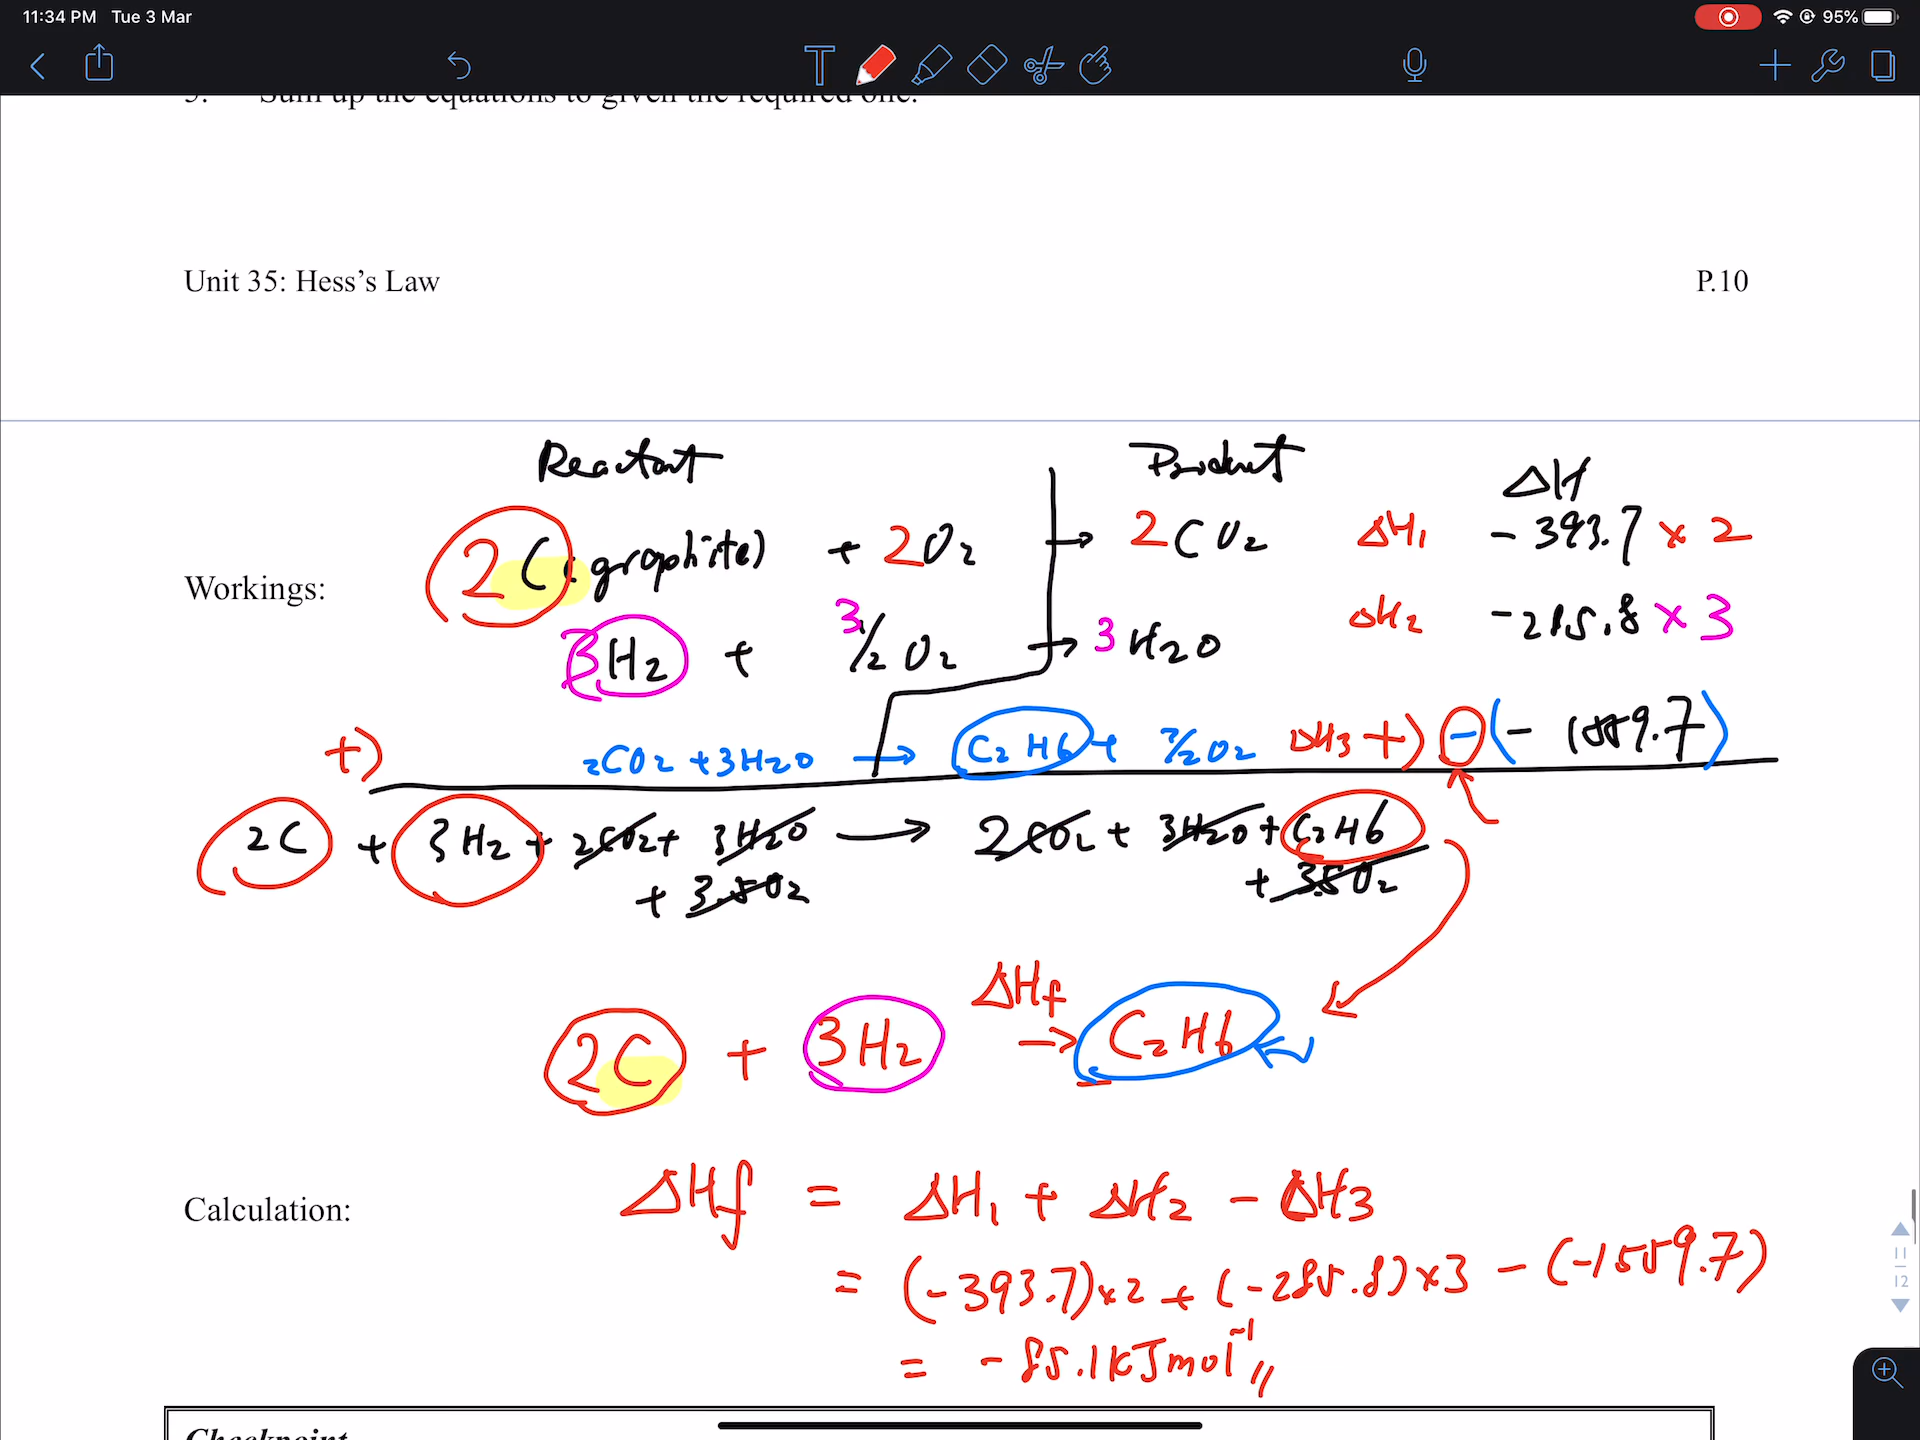 11:34 PM Tue 3 Mar 95%
3. Sum up the equations to given the required one.
Unit 35: Hess's Law P.10
Reactant Product ΔH
Workings:
2C(graphite) + 2O2 → 2CO2 ΔH1 -393.7 x 2
3H2 + 3/2 O2 → 3H2O ΔH2 -285.8 x 3
+) 2CO2 + 3H2O → C2H6 + 7/2O2 ΔH3 +) -(-1559.7)
2C + 3H2 + 2CO2 + 3H2O → 2CO2 + 3H2O + C2H6
+ 3.5O2 + 3.5O2
ΔHf
2C + 3H2 → C2H6
Calculation: ΔHf = ΔH1 + ΔH2 - ΔH3
= (-393.7)x2 + (-285.8)x3 - (-1559.7)
= -85.1kJmol-1//
11
12
Checkpoint